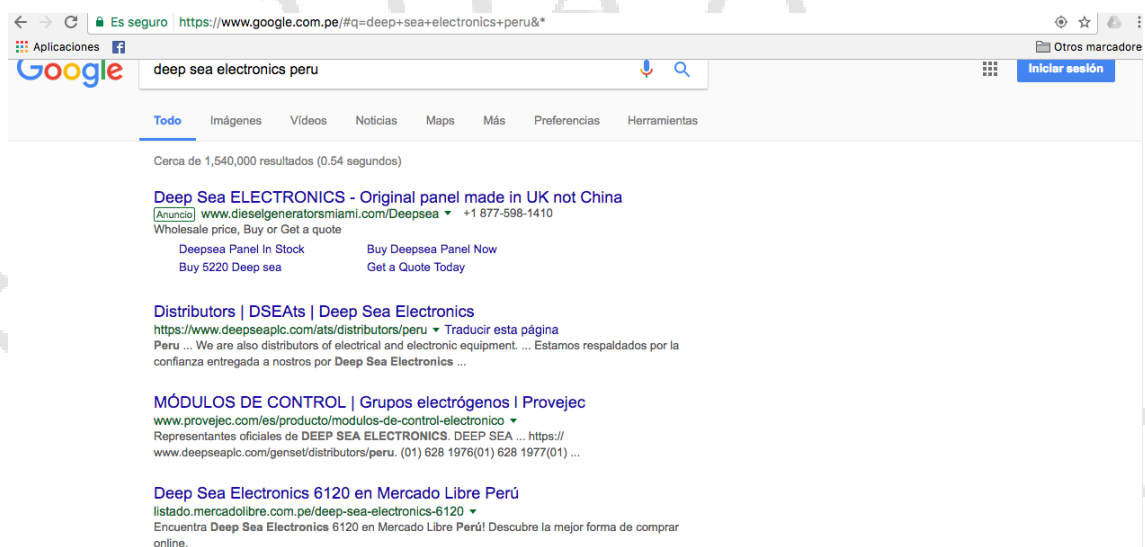 Es seguro https://www.google.com.pe/#q=deep+sea+electronics+peru&*
Aplicaciones
Otros marcadore
Google
deep sea electronics peru
Iniciar sesión
Todo Imágenes Vídeos Noticias Maps Más Preferencias Herramientas
Cerca de 1,540,000 resultados (0.54 segundos)
Deep Sea ELECTRONICS - Original panel made in UK not China
Anuncio www.dieselgeneratorsmiami.com/Deepsea +1 877-598-1410
Wholesale price, Buy or Get a quote
Deepsea Panel In Stock Buy Deepsea Panel Now
Buy 5220 Deep sea Get a Quote Today
Distributors | DSEAts | Deep Sea Electronics
https://www.deepseaplc.com/ats/distributors/peru Traducir esta página
Peru ... We are also distributors of electrical and electronic equipment. ... Estamos respaldados por la
confianza entregada a nostros por Deep Sea Electronics ...
MÓDULOS DE CONTROL | Grupos electrógenos l Provejec
www.provejec.com/es/producto/modulos-de-control-electronico
Representantes oficiales de DEEP SEA ELECTRONICS. DEEP SEA ... https://
www.deepseaplc.com/genset/distributors/peru. (01) 628 1976(01) 628 1977(01) ...
Deep Sea Electronics 6120 en Mercado Libre Perú
listado.mercadolibre.com.pe/deep-sea-electronics-6120
Encuentra Deep Sea Electronics 6120 en Mercado Libre Perú! Descubre la mejor forma de comprar
online.